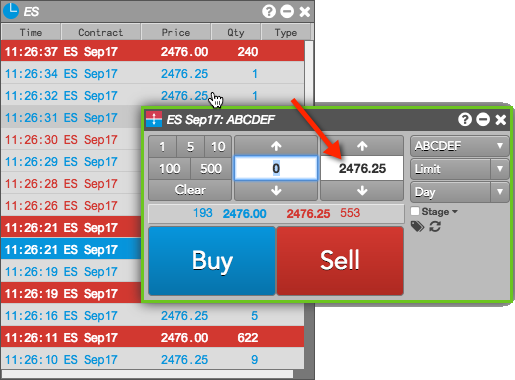 ES
Time Contract Price Qty Type
11:26:37 ES Sep17 2476.00 240
11:26:34 ES Sep17 2476.25 1
11:26:32 ES Sep17 2476.25 1
11:26:31 ES Sep17
11:26:30 ES Sep17
11:26:29 ES Sep17
11:26:28 ES Sep17
11:26:26 ES Sep17
11:26:21 ES Sep17
11:26:21 ES Sep17
11:26:19 ES Sep17
11:26:19 ES Sep17
11:26:16 ES Sep17 2476.25 5
11:26:11 ES Sep17 2476.00 622
11:26:10 ES Sep17 2476.25 9
ES Sep17: ABCDEF
1 5 10
100 500
Clear
0
2476.25
ABCDEF
Limit
Day
Stage
193 2476.00 2476.25 553
Buy
Sell